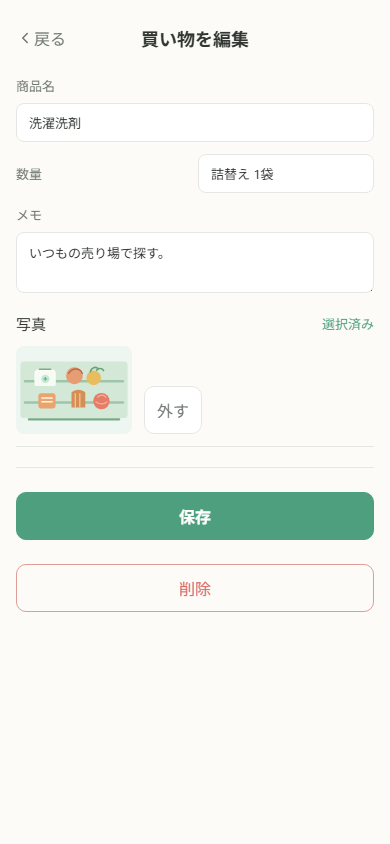 戻る
買い物を編集
商品名
洗濯洗剤
数量
詰替え 1袋
メモ
いつもの売り場で探す。
写真
選択済み
外す
保存
削除